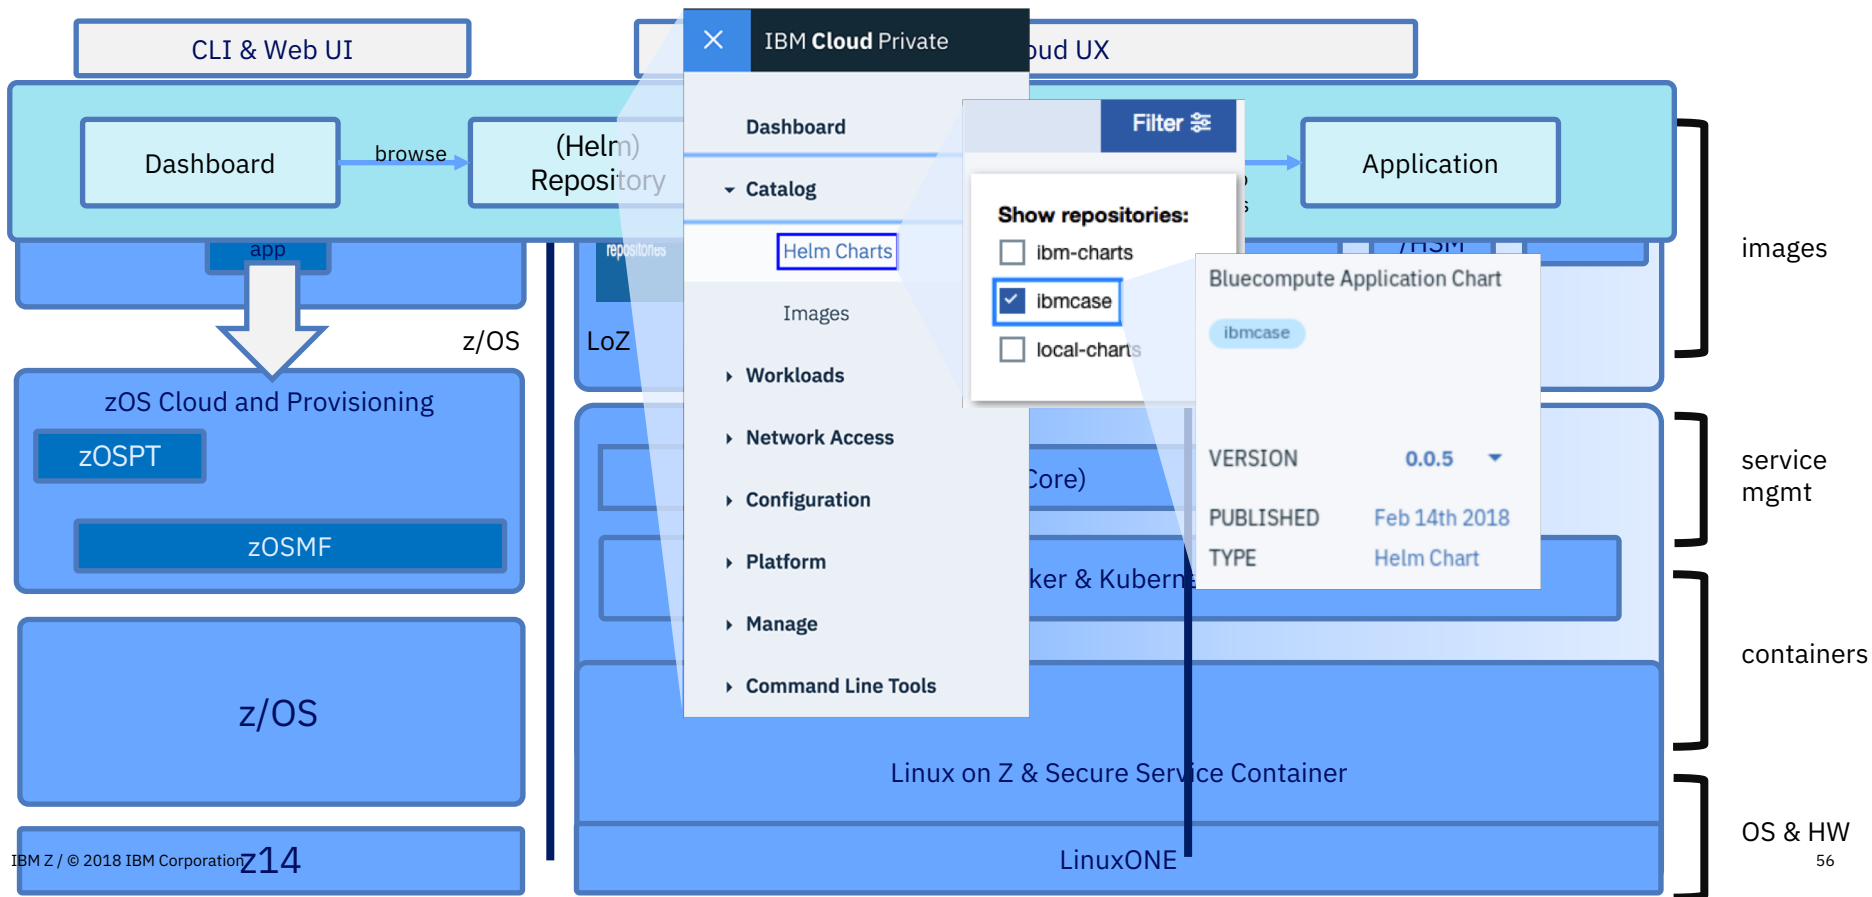 CLI & Web UI
oud UX
IBM Cloud Private
Dashboard
browse
(Helm)
Repository
Application
app
repositories
z/OS
LoZ
zOS Cloud and Provisioning
zOSPT
zOSMF
z/OS
z14
Dashboard
Catalog
Helm Charts
Images
Workloads
Network Access
Configuration
Platform
Manage
Command Line Tools
Filter
Show repositories:
ibm-charts
ibmcase
local-charts
/HSM
Bluecompute Application Chart
ibmcase
VERSION 0.0.5
PUBLISHED Feb 14th 2018
TYPE Helm Chart
Core)
ker & Kuberne
Linux on Z & Secure Service Container
LinuxONE
images
service
mgmt
containers
OS & HW
IBM Z / © 2018 IBM Corporation
56